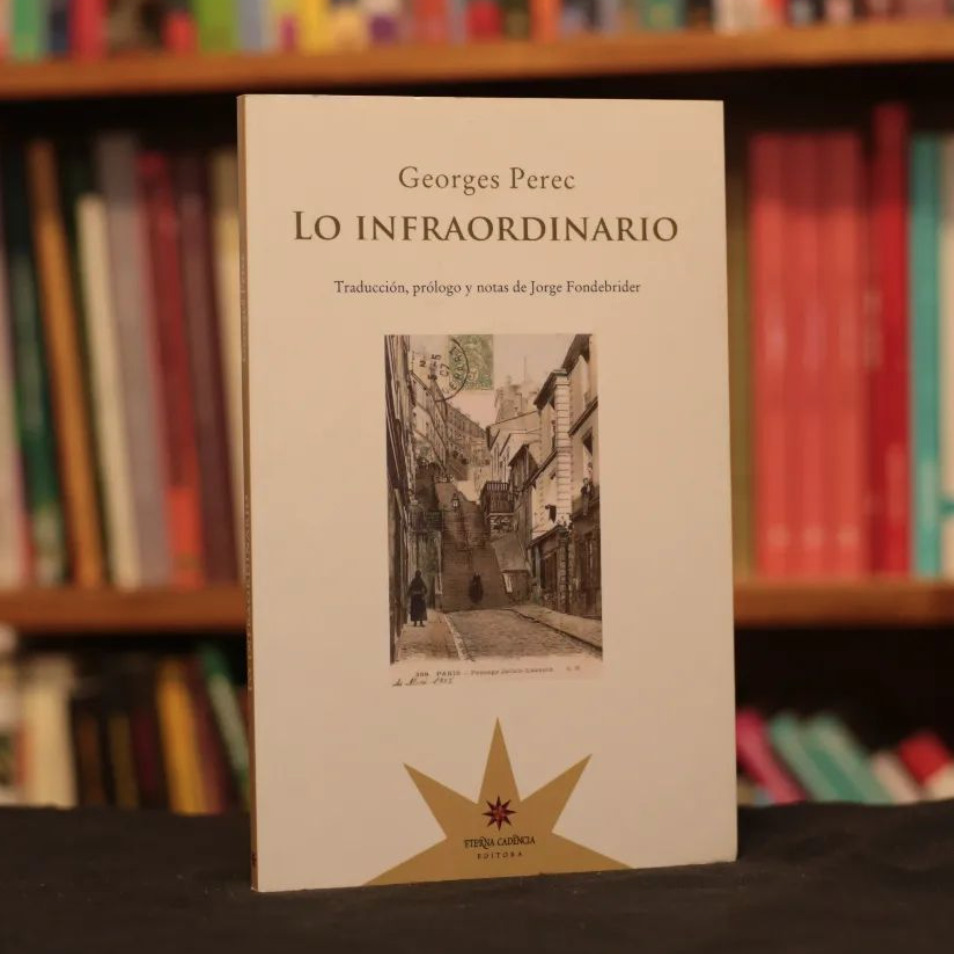 Georges Perec
LO INFRAORDINARIO
Traducción, prólogo y notas de Jorge Fondebrider
PARIS
ETERNA CADENCIA
EDITORA